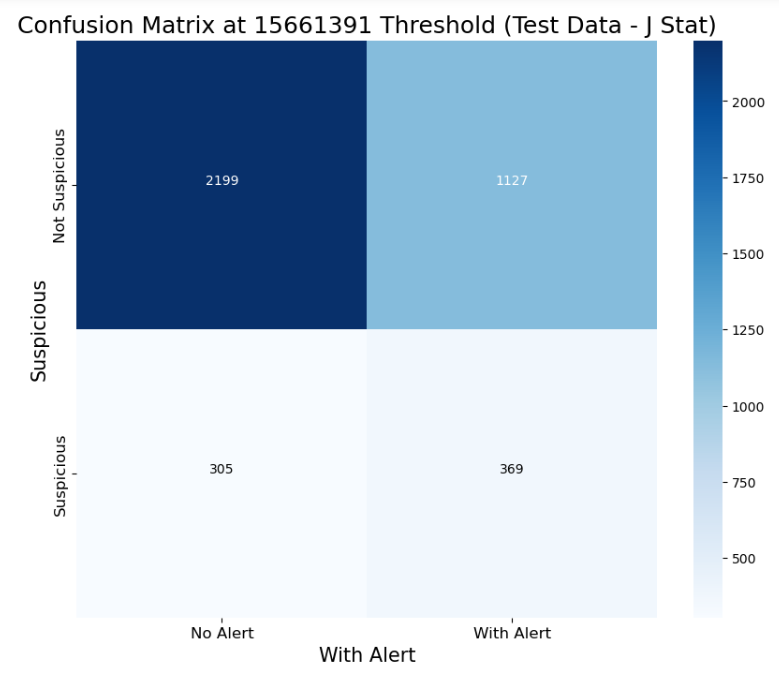 Confusion Matrix at 15661391 Threshold (Test Data - J Stat)
Suspicious
Not Suspicious
Suspicious
2199
1127
305
369
No Alert
With Alert
With Alert
2000
1750
1500
1250
1000
750
500